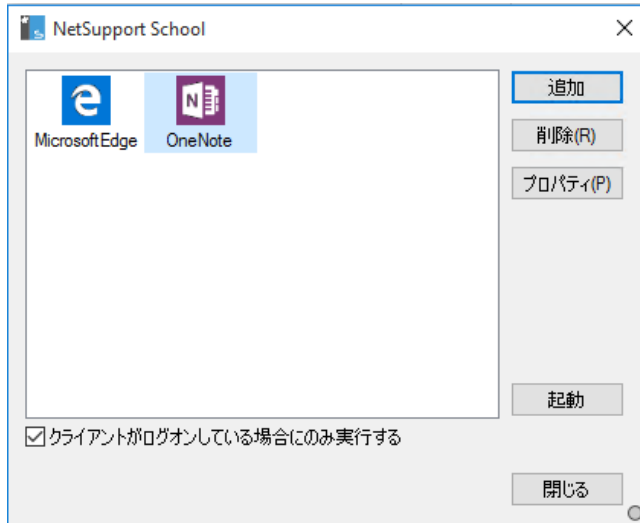 NetSupport School
MicrosoftEdge
OneNote
追加
削除(R)
プロパティ(P)
起動
クライアントがログオンしている場合にのみ実行する
閉じる